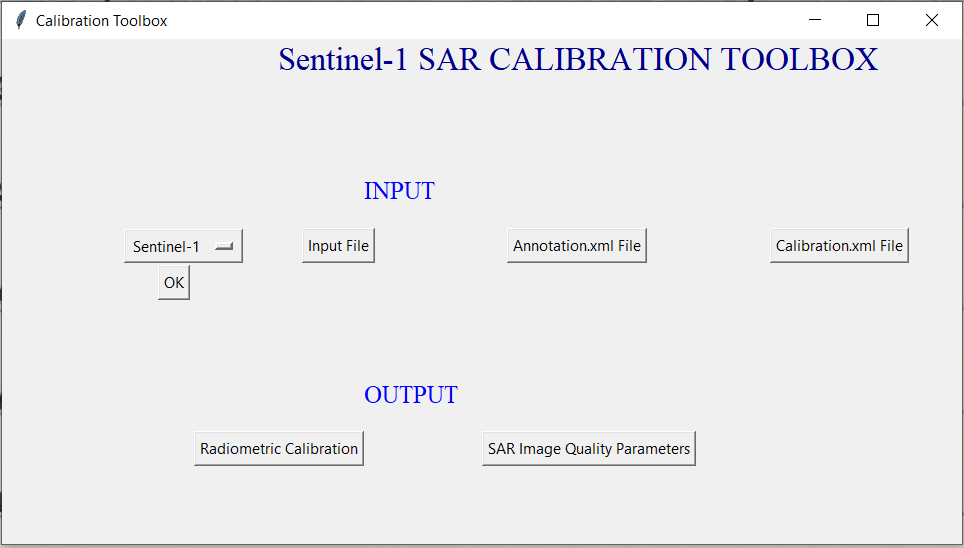 Calibration Toolbox
Sentinel-1 SAR CALIBRATION TOOLBOX
INPUT
Sentinel-1
Input File
Annotation.xml File
Calibration.xml File
OK
OUTPUT
Radiometric Calibration
SAR Image Quality Parameters